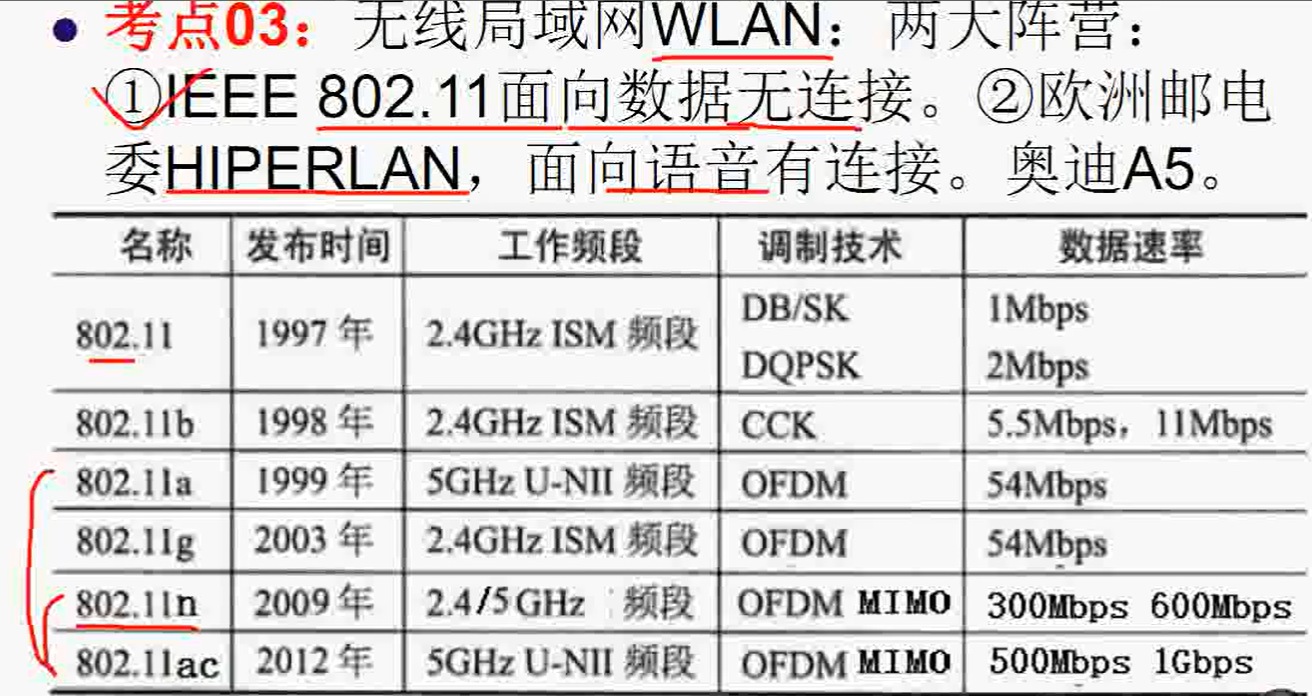 考点03：无线局域网WLAN：两大阵营：
①IEEE 802.11面向数据无连接。②欧洲邮电
委HIPERLAN，面向语音有连接。奥迪A5。
名称 发布时间 工作频段 调制技术 数据速率
802.11 1997 年 2.4GHz ISM 频段 DB/SK 1Mbps
DQPSK 2Mbps
802.11b 1998 年 2.4GHz ISM 频段 CCK 5.5Mbps，11Mbps
802.11a 1999 年 5GHz U-NII 频段 OFDM 54Mbps
802.11g 2003 年 2.4GHz ISM 频段 OFDM 54Mbps
802.11n 2009 年 2.4/5GHz 频段 OFDM MIMO 300Mbps 600Mbps
802.11ac 2012 年 5GHz U-NII 频段 OFDM MIMO 500Mbps 1Gbps